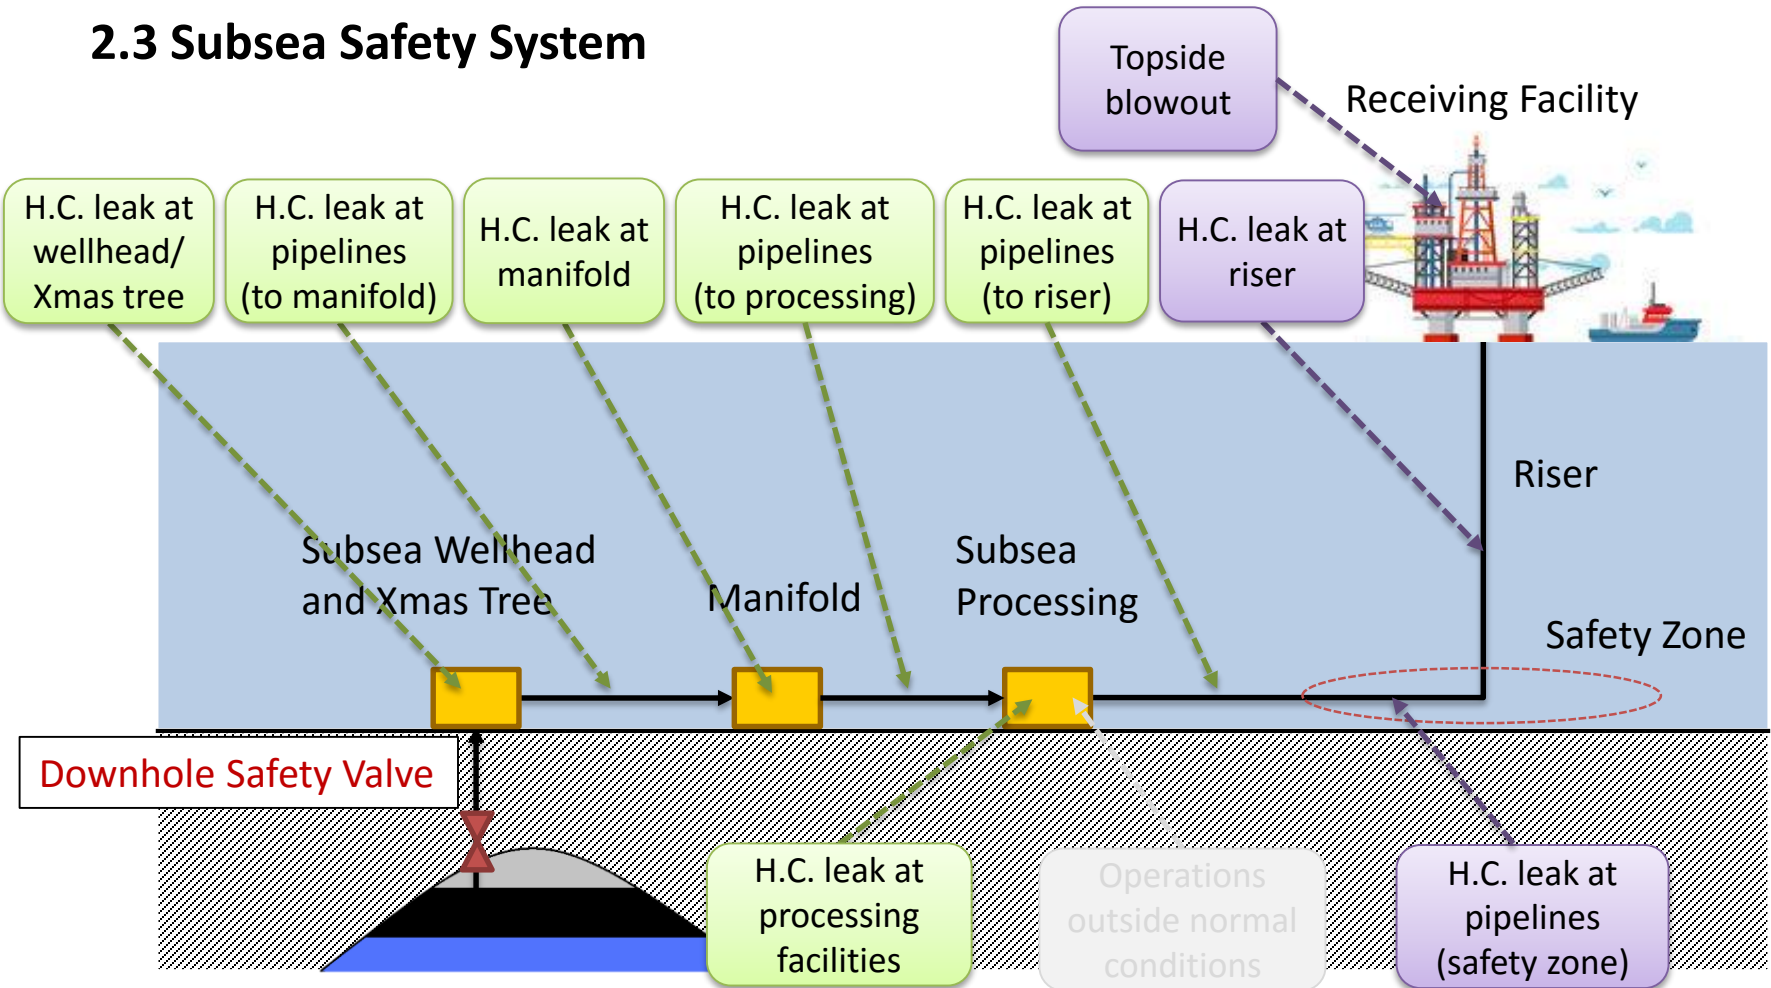 2.3 Subsea Safety System
Topside
blowout
Receiving Facility
H.C. leak at
wellhead/
Xmas tree
H.C. leak at
pipelines
(to manifold)
H.C. leak at
manifold
H.C. leak at
pipelines
(to processing)
H.C. leak at
pipelines
(to riser)
H.C. leak at
riser
Riser
Subsea Wellhead
and Xmas Tree
Manifold
Subsea
Processing
Safety Zone
Downhole Safety Valve
H.C. leak at
processing
facilities
Operations
outside normal
conditions
H.C. leak at
pipelines
(safety zone)